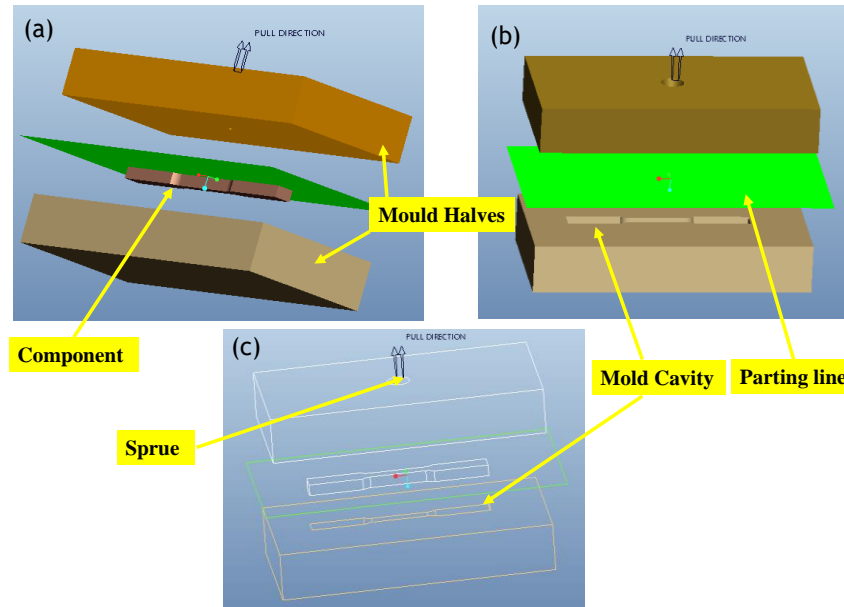 (a)
PULL DIRECTION
(b)
PULL DIRECTION
Mould Halves
Component
(c)
PULL DIRECTION
Mold Cavity
Parting line
Sprue